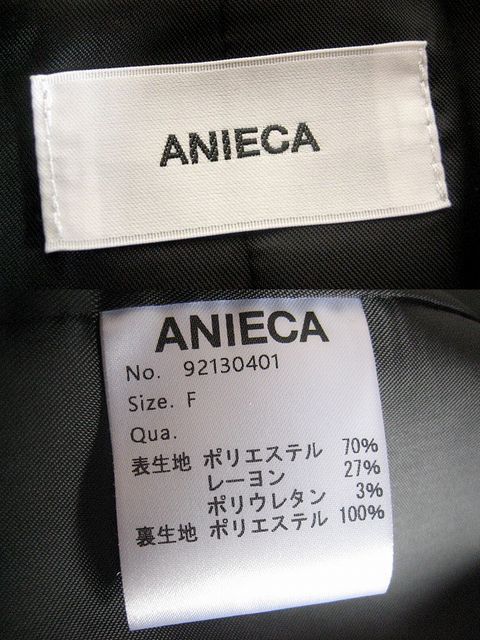 ANIECA
ANIECA
No. 92130401
Size. F
Qua.
表生地 ポリエステル 70%
レーヨン 27%
ポリウレタン 3%
裏生地 ポリエステル 100%